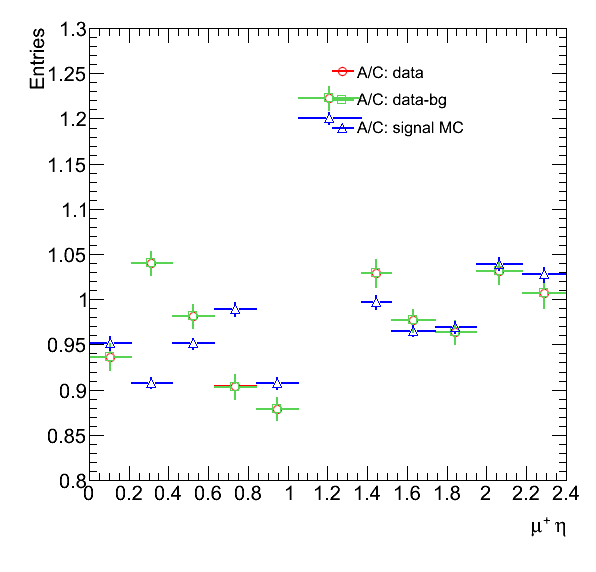 Entries
1.3
1.25
1.2
1.15
1.1
1.05
1
0.95
0.9
0.85
0.8
A/C: data
A/C: data-bg
A/C: signal MC
0 0.2 0.4 0.6 0.8 1 1.2 1.4 1.6 1.8 2 2.2 2.4
μ⁺ η